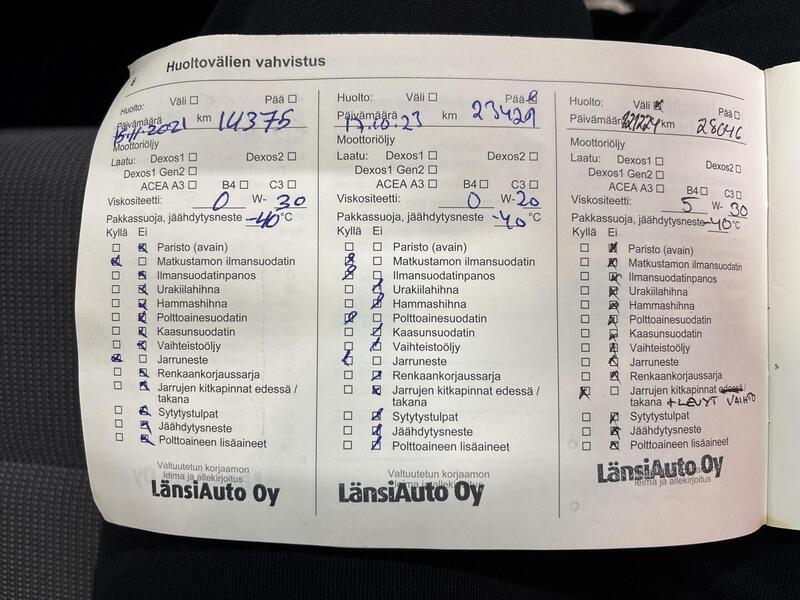 6 Huoltovälien vahvistus
Huolto: Väli Pää
Päivämäärä km 14375
Moottoriöljy
Laatu: Dexos1 Dexos2
Dexos1 Gen2
ACEA A3 B4 C3
Viskositeetti: 0 W- 30
Pakkassuoja, jäähdytysneste -40 °C
Kyllä Ei
Paristo (avain)
Matkustamon ilmansuodatin
Ilmansuodatinpanos
Urakiilahihna
Hammashihna
Polttoainesuodatin
Kaasunsuodatin
Vaihteistoöljy
Jarruneste
Renkaankorjaussarja
Jarrujen kitkapinnat edessä /
takana
Sytytystulpat
Jäähdytysneste
Polttoaineen lisäaineet
Valtuutetun korjaamon
leima ja allekirjoitus
LänsiAuto Oy
Huolto: Väli Pää
Päivämäärä 17.10.23 km 23429
Moottoriöljy
Laatu: Dexos1 Dexos2
Dexos1 Gen2
ACEA A3 B4 C3
Viskositeetti: 0 W- 20
Pakkassuoja, jäähdytysneste -40 °C
Kyllä Ei
Paristo (avain)
Matkustamon ilmansuodatin
Ilmansuodatinpanos
Urakiilahihna
Hammashihna
Polttoainesuodatin
Kaasunsuodatin
Vaihteistoöljy
Jarruneste
Renkaankorjaussarja
Jarrujen kitkapinnat edessä /
takana
Sytytystulpat
Jäähdytysneste
Polttoaineen lisäaineet
Valtuutetun korjaamon
leima ja allekirjoitus
LänsiAuto Oy
Huolto: Väli Pää
Päivämäärä km 28046
Moottoriöljy
Laatu: Dexos1 Dexos2
Dexos1 Gen2
ACEA A3 B4 C3
Viskositeetti: 5 W- 30
Pakkassuoja, jäähdytysneste -40 °C
Kyllä Ei
Paristo (avain)
Matkustamon ilmansuodatin
Ilmansuodatinpanos
Urakiilahihna
Hammashihna
Polttoainesuodatin
Kaasunsuodatin
Vaihteistoöljy
Jarruneste
Renkaankorjaussarja
Jarrujen kitkapinnat edessä /
takana + LEVYT VAIHTO
Sytytystulpat
Jäähdytysneste
Polttoaineen lisäaineet
Valtuutetun korjaamon
leima ja allekirjoitus
LänsiAuto Oy